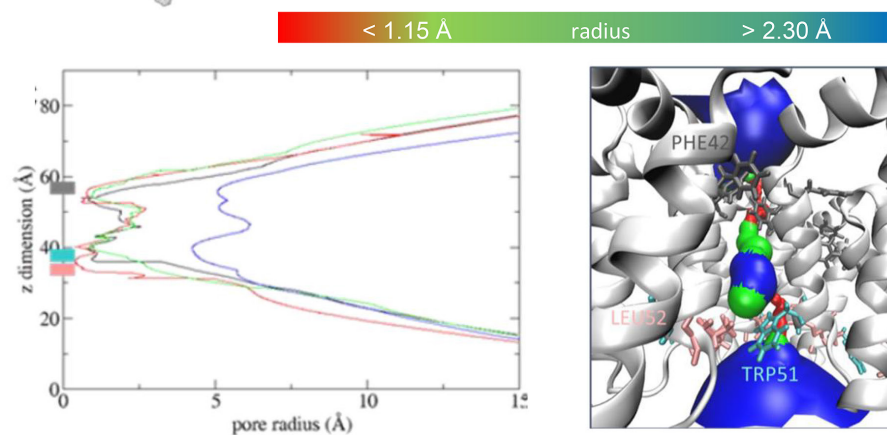 < 1.15 Å radius > 2.30 Å
80
60
40
20
0
z dimension (Å)
0 5 10 15
pore radius (Å)
PHE42
LEU52
TRP51